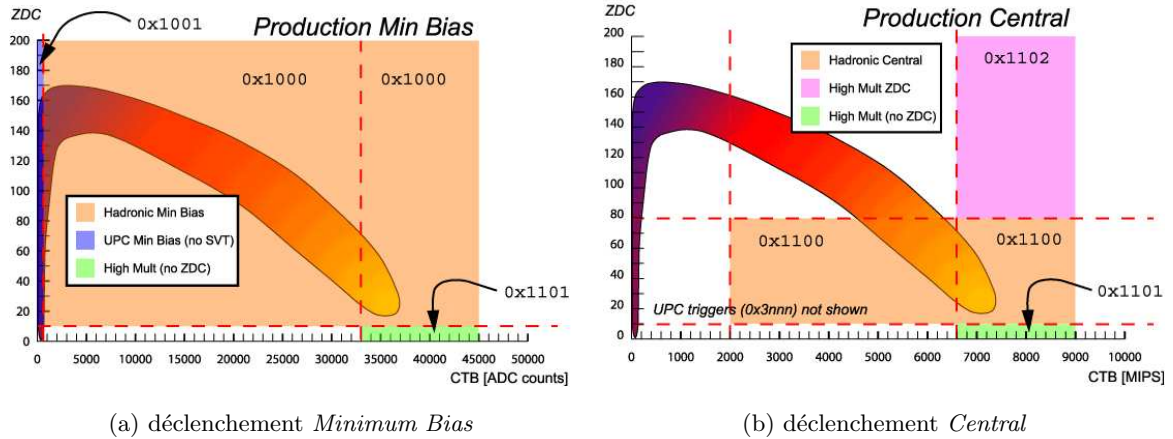 ZDC
0x1001
Production Min Bias
200
180
160
140
120
100
80
60
40
20
0
0x1000
0x1000
Hadronic Min Bias
UPC Min Bias (no SVT)
High Mult (no ZDC)
0x1101
0
5000
10000
15000
20000
25000
30000
35000
40000
45000
50000
CTB [ADC counts]
(a) déclenchement Minimum Bias
ZDC
Production Central
200
180
160
140
120
100
80
60
40
20
0
Hadronic Central
High Mult ZDC
High Mult (no ZDC)
0x1102
0x1100
0x1100
0x1101
UPC triggers (0x3nnn) not shown
0
1000
2000
3000
4000
5000
6000
7000
8000
9000
10000
CTB [MIPS]
(b) déclenchement Central